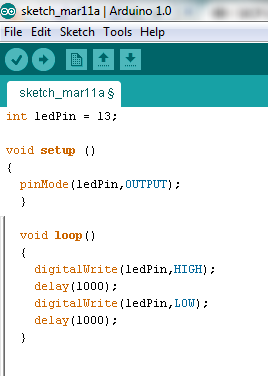 sketch_mar11a | Arduino 1.0
File Edit Sketch Tools Help
sketch_mar11a §
int ledPin = 13;
void setup ()
{
pinMode(ledPin,OUTPUT);
}
void loop()
{
digitalWrite(ledPin,HIGH);
delay(1000);
digitalWrite(ledPin,LOW);
delay(1000);
}